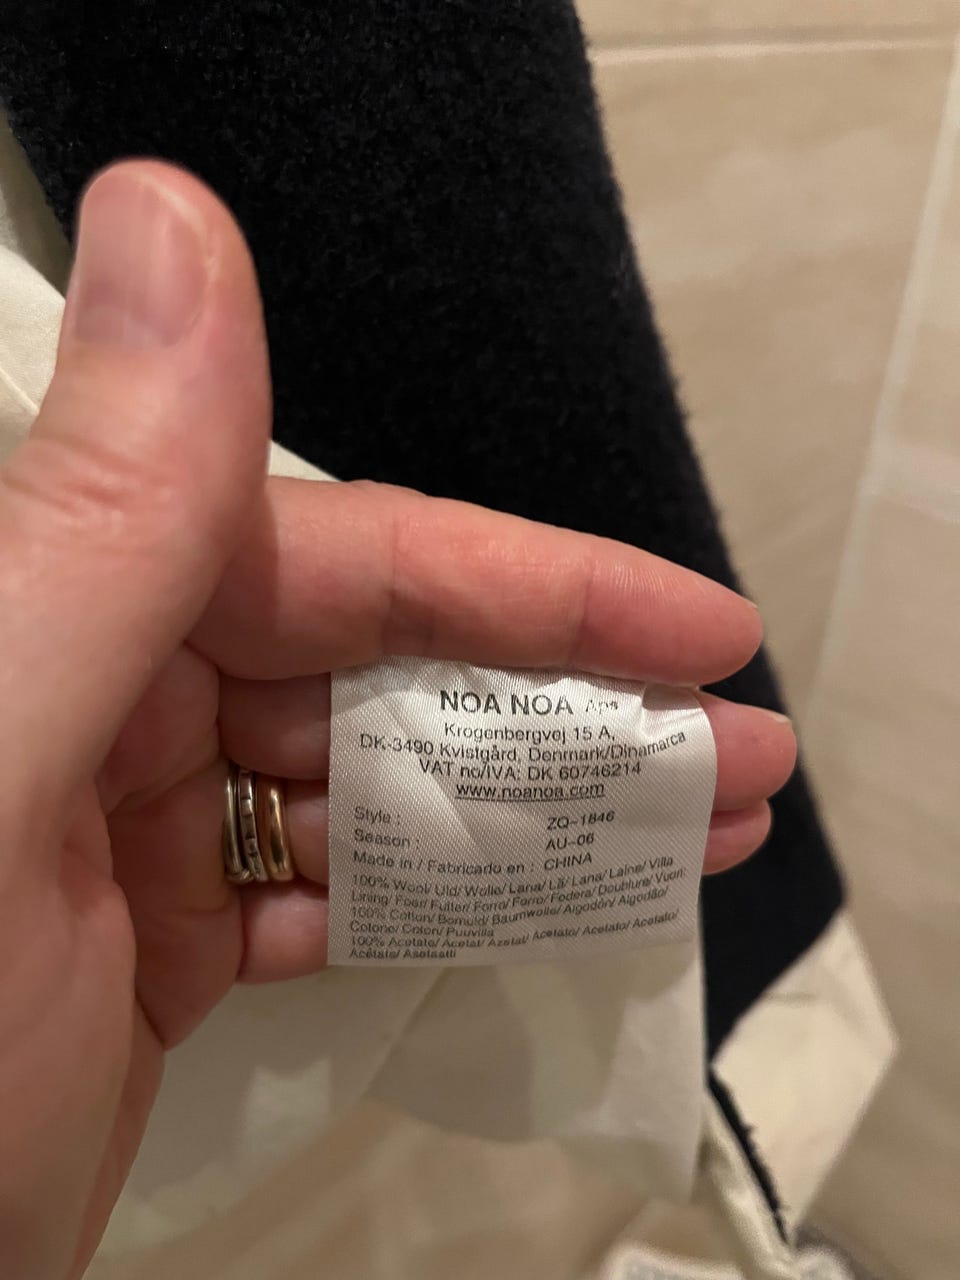 NOA NOA Aps
Krogenbergvej 15 A,
DK-3490 Kvistgård, Denmark/Dinamarca
VAT no/IVA: DK 60746214
www.noanoa.com
Style : ZQ-1846
Season : AU-06
Made in / Fabricado en : CHINA
100% Wool/ Uld/ Wolle/ Lana/ Lã/ Lana/ Laine/ Villa
Lining/ Foer/ Futter/ Forro/ Forro/ Fodera/ Doublure/ Vuori:
100% Cotton/ Bomuld/ Baumwolle/ Algodón/ Algodão/
Cotone/ Coton/ Puuvilla
100% Acetate/ Acetat/ Azetat/ Acetato/ Acetato/ Acetato/
Acétate/ Asetaatti